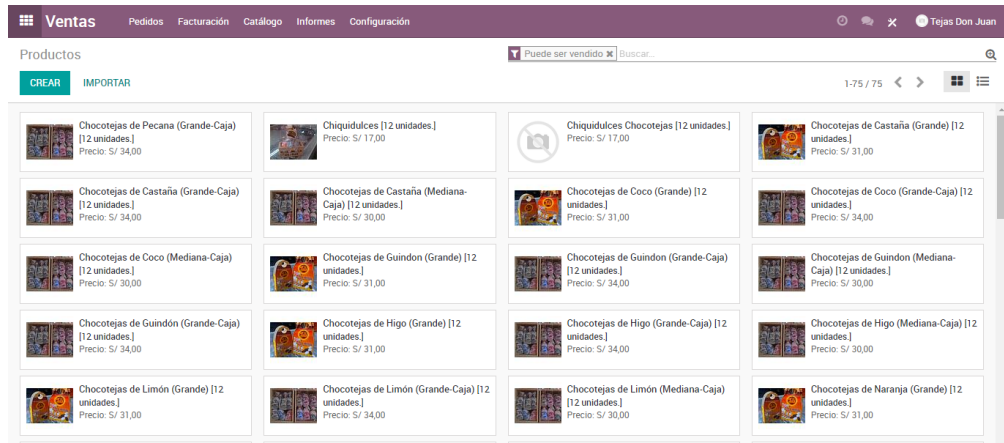 Ventas Pedidos Facturación Catálogo Informes Configuración Tejas Don Juan
Productos
Puede ser vendido ✖ Buscar...
CREAR IMPORTAR
1-75 / 75
Chocotejas de Pecana (Grande-Caja)
[12 unidades.]
Precio: S/ 34,00
Chiquidulces [12 unidades.]
Precio: S/ 17,00
Chiquidulces Chocotejas [12 unidades.]
Precio: S/ 17,00
Chocotejas de Castaña (Grande) [12
unidades.]
Precio: S/ 31,00
Chocotejas de Castaña (Grande-Caja)
[12 unidades.]
Precio: S/ 34,00
Chocotejas de Castaña (Mediana-
Caja) [12 unidades.]
Precio: S/ 30,00
Chocotejas de Coco (Grande) [12
unidades.]
Precio: S/ 31,00
Chocotejas de Coco (Grande-Caja) [12
unidades.]
Precio: S/ 34,00
Chocotejas de Coco (Mediana-Caja)
[12 unidades.]
Precio: S/ 30,00
Chocotejas de Guindon (Grande) [12
unidades.]
Precio: S/ 31,00
Chocotejas de Guindon (Grande-Caja)
[12 unidades.]
Precio: S/ 34,00
Chocotejas de Guindon (Mediana-
Caja) [12 unidades.]
Precio: S/ 30,00
Chocotejas de Guindón (Grande-Caja)
[12 unidades.]
Precio: S/ 34,00
Chocotejas de Higo (Grande) [12
unidades.]
Precio: S/ 31,00
Chocotejas de Higo (Grande-Caja) [12
unidades.]
Precio: S/ 34,00
Chocotejas de Higo (Mediana-Caja) [12
unidades.]
Precio: S/ 30,00
Chocotejas de Limón (Grande) [12
unidades.]
Precio: S/ 31,00
Chocotejas de Limón (Grande-Caja) [12
unidades.]
Precio: S/ 34,00
Chocotejas de Limón (Mediana-Caja)
[12 unidades.]
Precio: S/ 30,00
Chocotejas de Naranja (Grande) [12
unidades.]
Precio: S/ 31,00